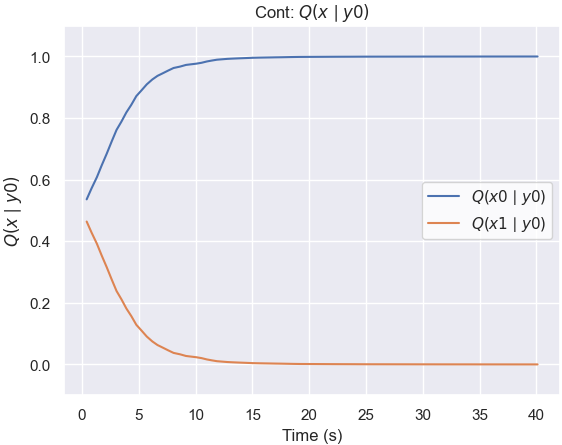 Cont: Q(x | y0)
Q(x | y0)
1.0
0.8
0.6
0.4
0.2
0.0
Q(x0 | y0)
Q(x1 | y0)
0 5 10 15 20 25 30 35 40
Time (s)